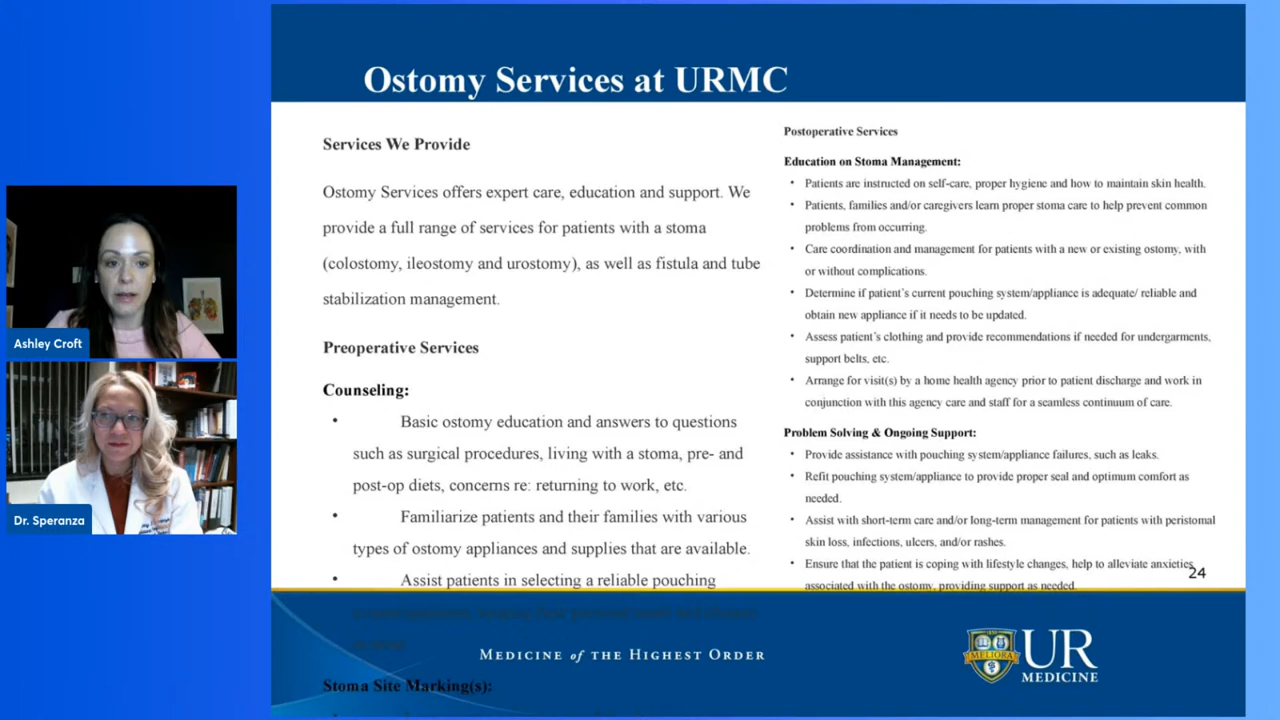 Ostomy Services at URMC
Services We Provide
Ostomy Services offers expert care, education and support. We
provide a full range of services for patients with a stoma
(colostomy, ileostomy and urostomy), as well as fistula and tube
stabilization management.
Preoperative Services
Counseling:
• Basic ostomy education and answers to questions
such as surgical procedures, living with a stoma, pre- and
post-op diets, concerns re: returning to work, etc.
• Familiarize patients and their families with various
types of ostomy appliances and supplies that are available.
• Assist patients in selecting a reliable pouching
Stoma Site Marking(s):
Postoperative Services
Education on Stoma Management:
• Patients are instructed on self-care, proper hygiene and how to maintain skin health.
• Patients, families and/or caregivers learn proper stoma care to help prevent common
problems from occurring.
• Care coordination and management for patients with a new or existing ostomy, with
or without complications.
• Determine if patient's current pouching system/appliance is adequate/ reliable and
obtain new appliance if it needs to be updated.
• Assess patient's clothing and provide recommendations if needed for undergarments,
support belts, etc.
• Arrange for visit(s) by a home health agency prior to patient discharge and work in
conjunction with this agency care and staff for a seamless continuum of care.
Problem Solving & Ongoing Support:
• Provide assistance with pouching system/appliance failures, such as leaks.
• Refit pouching system/appliance to provide proper seal and optimum comfort as
needed.
• Assist with short-term care and/or long-term management for patients with peristomal
skin loss, infections, ulcers, and/or rashes.
• Ensure that the patient is coping with lifestyle changes, help to alleviate anxieties
associated with the ostomy, providing support as needed.
24
MEDICINE of THE HIGHEST ORDER
MELIORA
UR
MEDICINE
Ashley Croft
Dr. Speranza